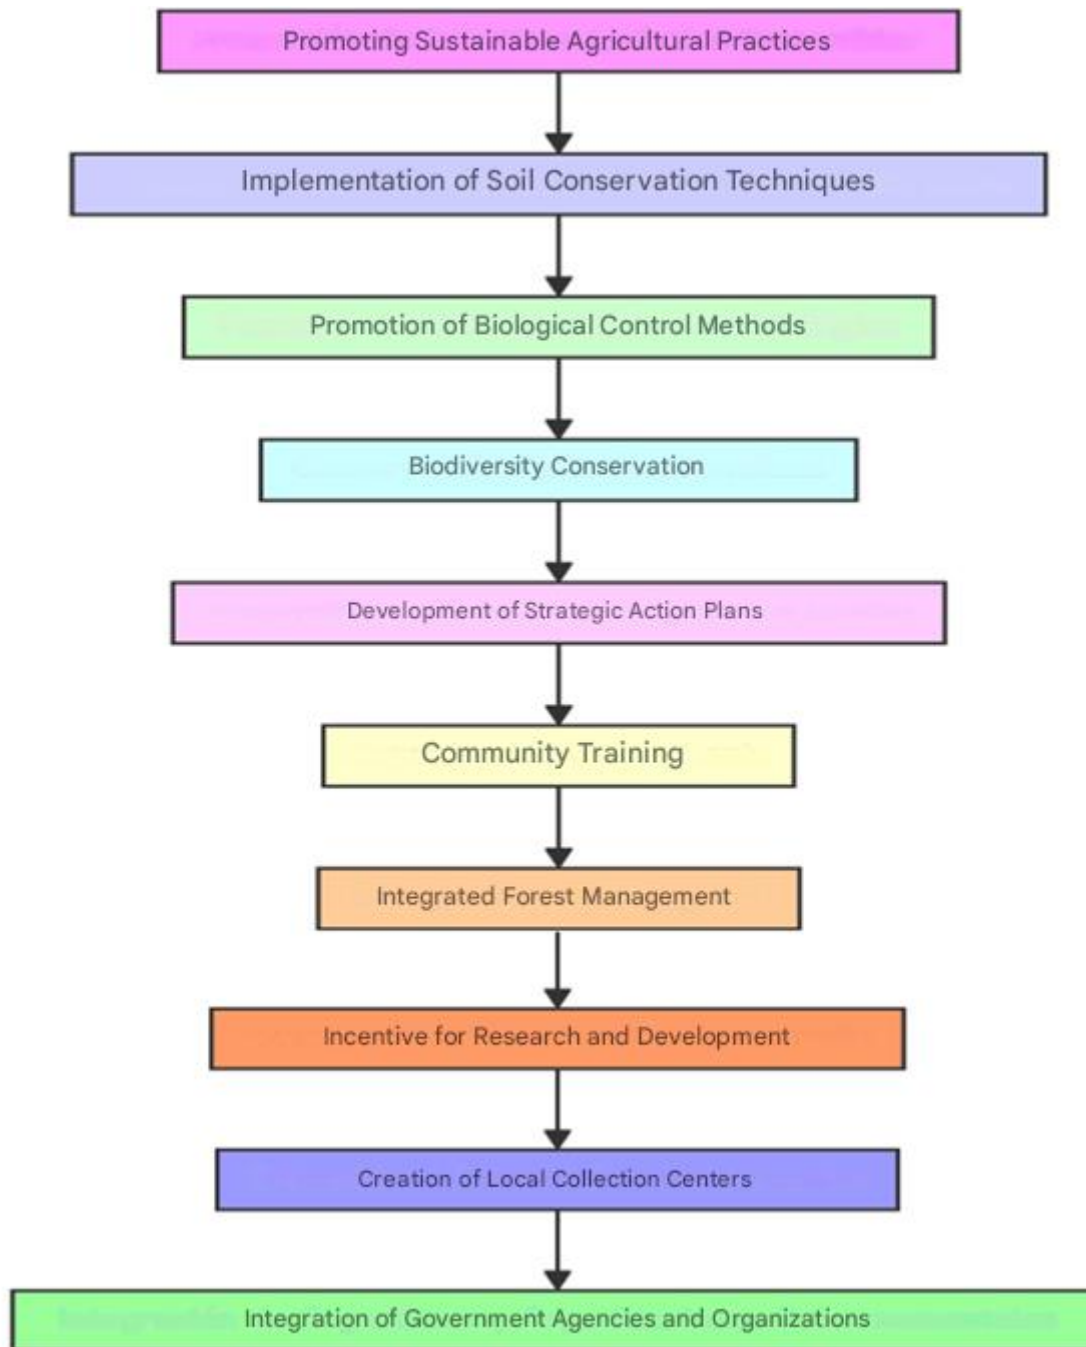 Promoting Sustainable Agricultural Practices
Implementation of Soil Conservation Techniques
Promotion of Biological Control Methods
Biodiversity Conservation
Development of Strategic Action Plans
Community Training
Integrated Forest Management
Incentive for Research and Development
Creation of Local Collection Centers
Integration of Government Agencies and Organizations